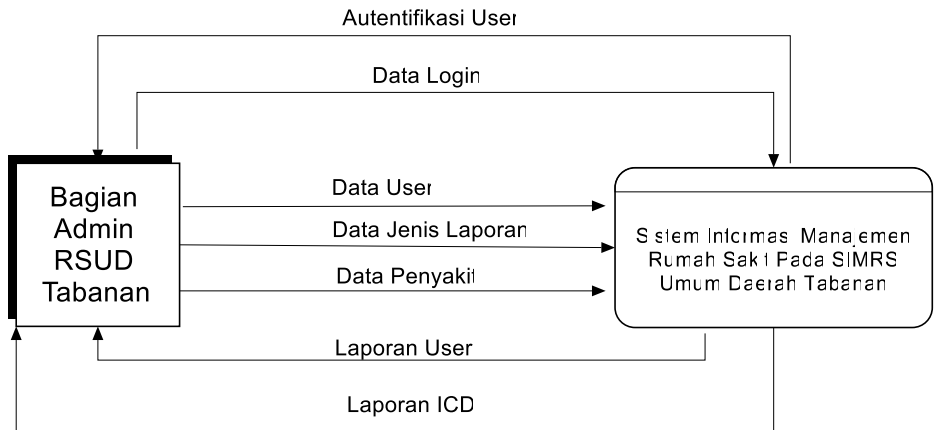 Autentifikasi User
Data Login
Bagian
Admin
RSUD
Tabanan
Data User
Data Jenis Laporan
Data Penyakit
Sistem Informasi Manajemen
Rumah Sakit Pada SIMRS
Umum Daerah Tabanan
Laporan User
Laporan ICD